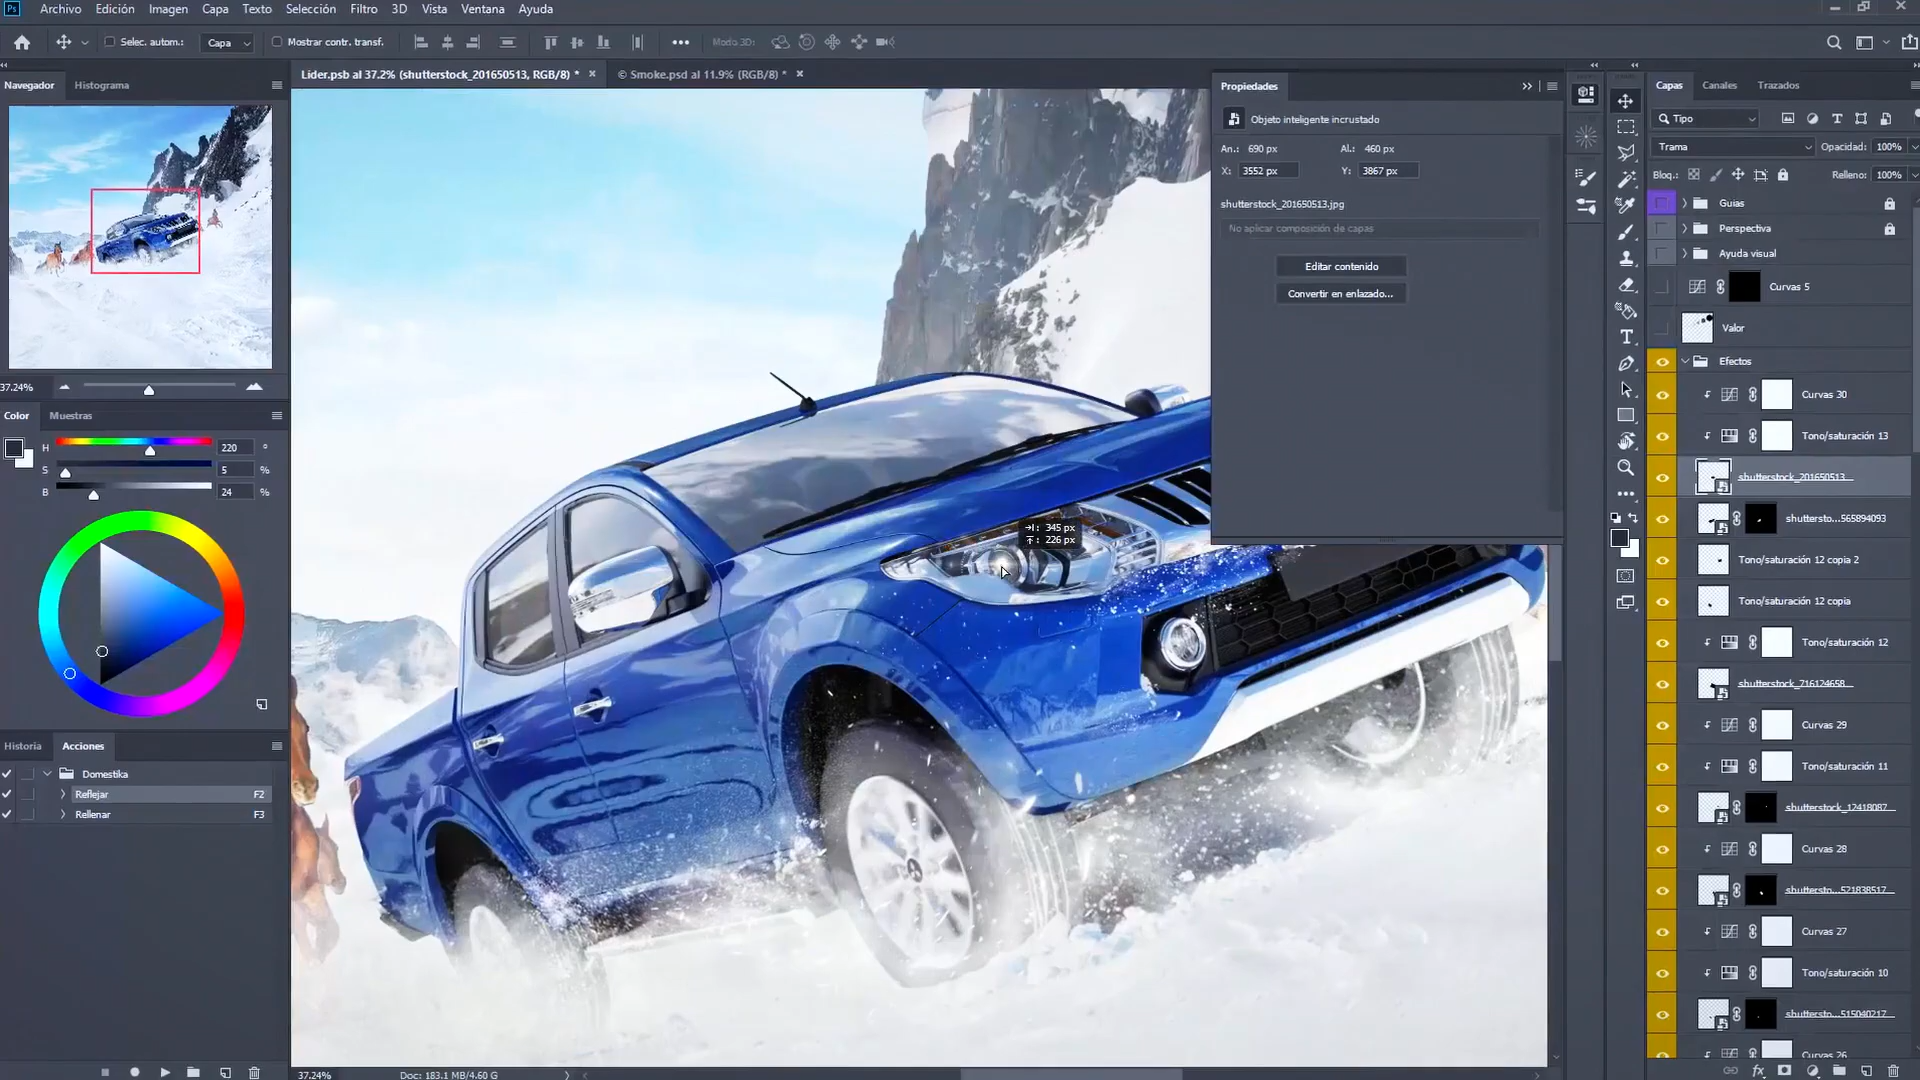 Ps Archivo Edición Imagen Capa Texto Selección Filtro 3D Vista Ventana Ayuda
Selec. autom.: Capa Mostrar contr. transf. Modo 3D:
Líder.psb al 37.2% (shutterstock_201650513, RGB/8) * © Smoke.psd al 11.9% (RGB/8) *
Navegador Histograma
37.24%
Color Muestras
H 220 °
S 5 %
B 24 %
Historia Acciones
Domestika
Reflejar F2
Rellenar F3
345 px
226 px
37.24% Doc: 183.1 MB/4.60 G
Propiedades
Objeto inteligente incrustado
An.: 690 px Al.: 460 px
X: 3552 px Y: 3867 px
shutterstock_201650513.jpg
No aplicar composición de capas
Editar contenido
Convertir en enlazado...
Capas Canales Trazados
Tipo
Trama Opacidad: 100%
Bloq.: Relleno: 100%
Guias
Perspectiva
Ayuda visual
Curvas 5
Valor
Efectos
Curvas 30
Tono/saturación 13
shutterstock_201650513...
shuttersto...565894093
Tono/saturación 12 copia 2
Tono/saturación 12 copia
Tono/saturación 12
shutterstock_716124658...
Curvas 29
Tono/saturación 11
shutterstock_12418087...
Curvas 28
shuttersto...521838517...
Curvas 27
Tono/saturación 10
shuttersto...515040217...
Curvas 26